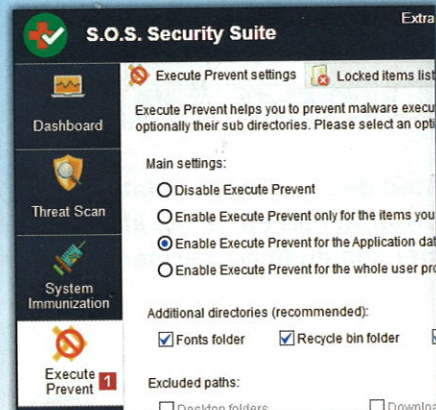 Extra
S.O.S. Security Suite
Execute Prevent settings
Locked items list
Execute Prevent helps you to prevent malware execu
optionally their sub directories. Please select an opti
Dashboard
Main settings:
Disable Execute Prevent
Threat Scan
Enable Execute Prevent only for the items you
Enable Execute Prevent for the Application dat
Enable Execute Prevent for the whole user pro
System
Immunization
Additional directories (recommended):
Fonts folder
Recycle bin folder
Execute
Prevent 1
Excluded paths:
Desktop folders
Downloa